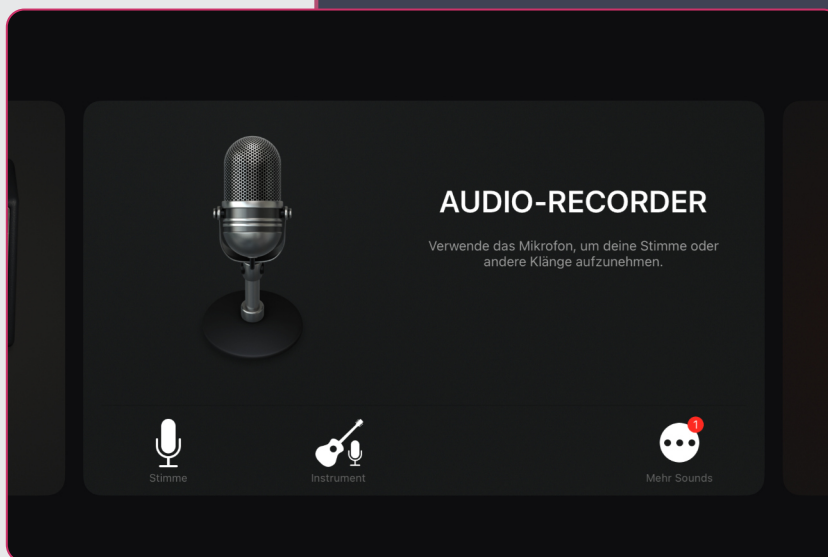 AUDIO-RECORDER
Verwende das Mikrofon, um deine Stimme oder
andere Klänge aufzunehmen.
Stimme
Instrument
1
Mehr Sounds